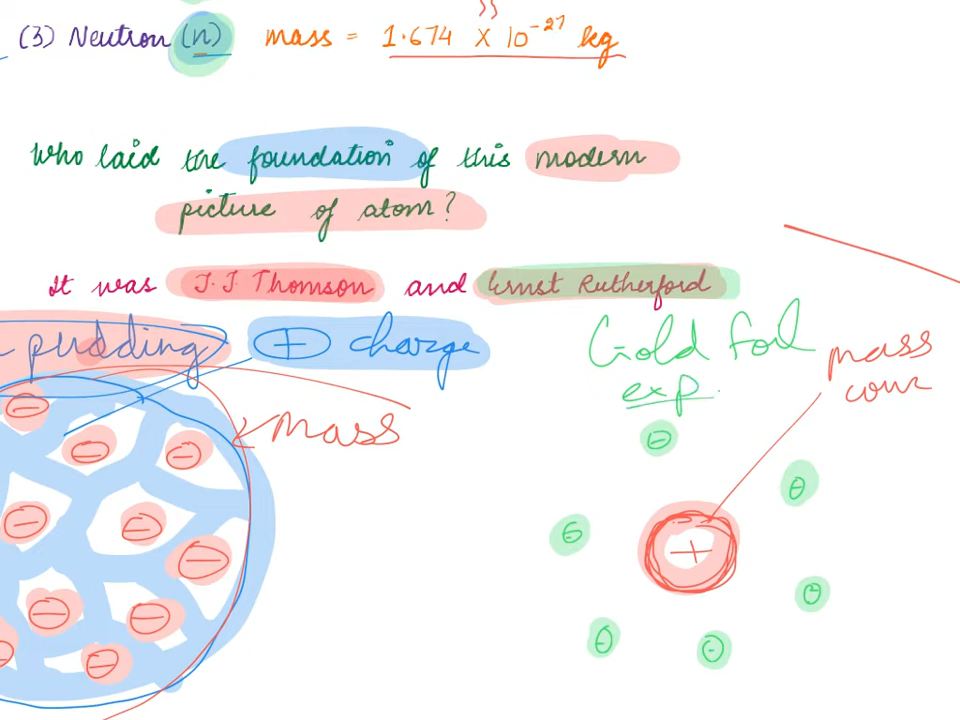 (3) Neutron (n) mass = 1.674 × 10⁻²⁷ kg
Who laid the foundation of this modern
picture of atom?
It was J.J. Thomson and Ernst Rutherford
pudding + charge
Gold foil
exp.
mass
Mass
+